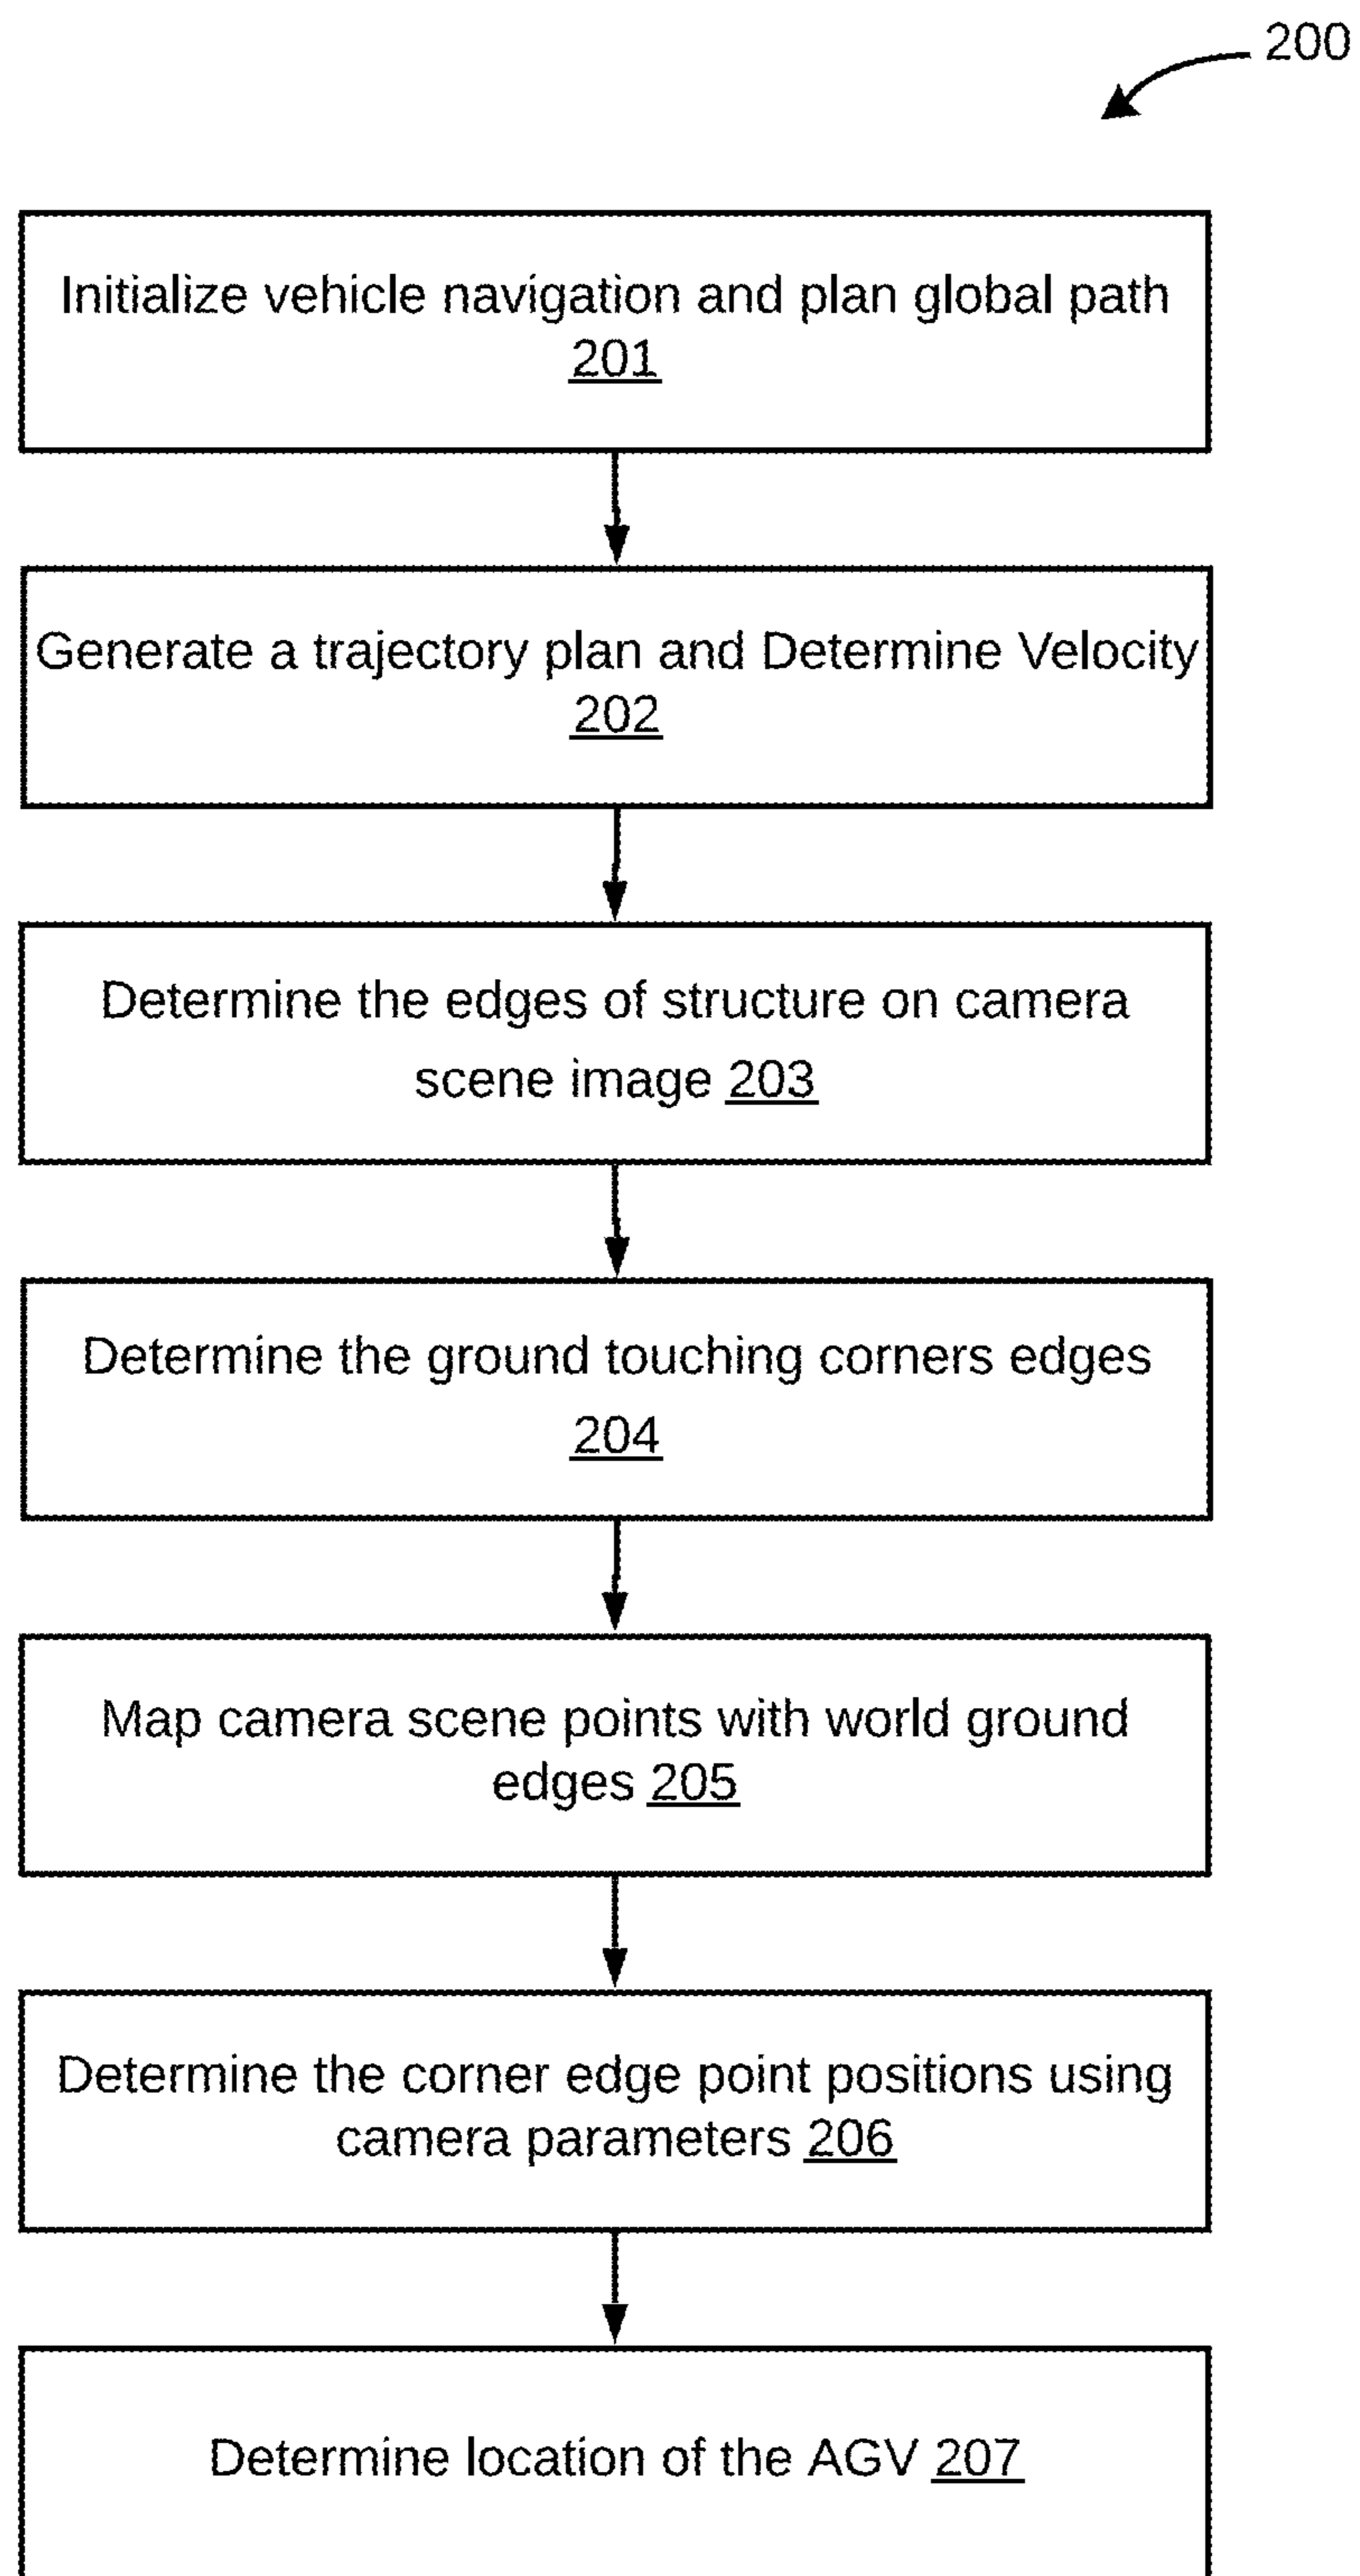 200
Initialize vehicle navigation and plan global path
201
Generate a trajectory plan and Determine Velocity
202
Determine the edges of structure on camera
scene image 203
Determine the ground touching corners edges
204
Map camera scene points with world ground
edges 205
Determine the corner edge point positions using
camera parameters 206
Determine location of the AGV 207